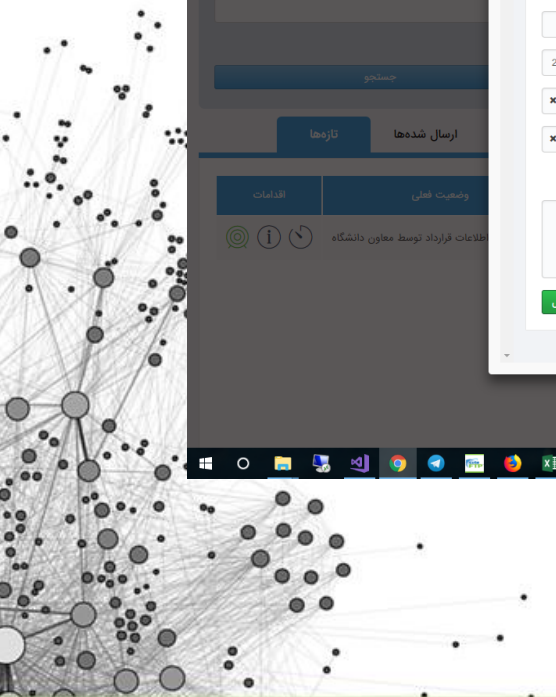 جستجو
ارسال شده‌ها تازه‌ها
وضعیت فعلی اقدامات
اطلاعات قرارداد توسط معاون دانشگاه